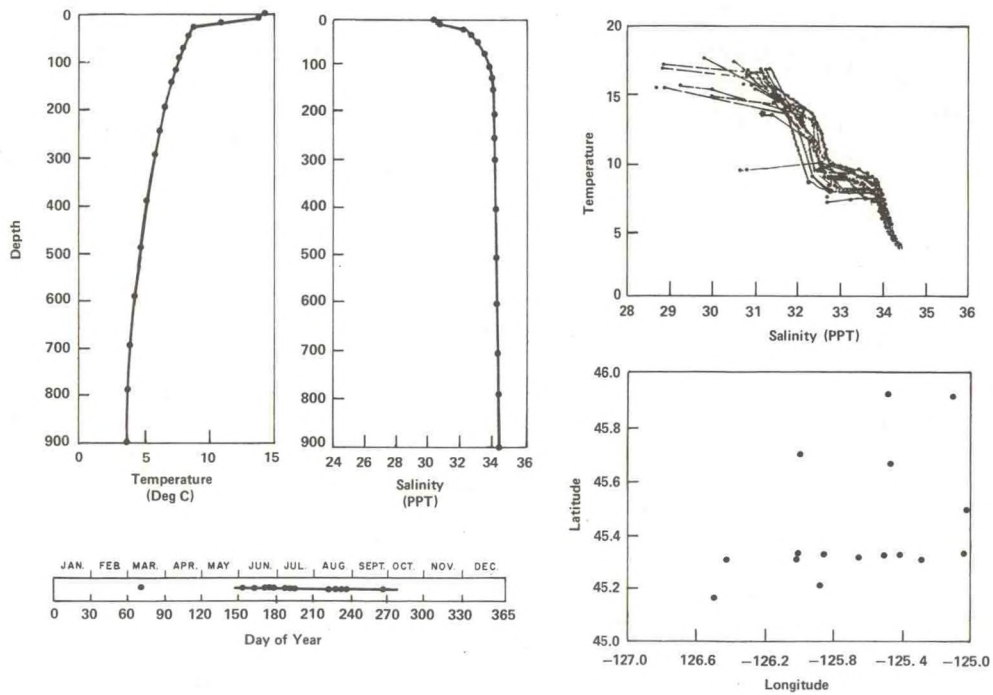 0
100
200
300
400
500
600
700
800
900
Depth
0 5 10 15
Temperature
(Deg C)
0
100
200
300
400
500
600
700
800
900
24 26 28 30 32 34 36
Salinity
(PPT)
20
15
10
5
0
Temperature
28 29 30 31 32 33 34 35 36
Salinity (PPT)
JAN. FEB. MAR. APR. MAY JUN. JUL. AUG. SEPT. OCT. NOV. DEC.
0 30 60 90 120 150 180 210 240 270 300 330 365
Day of Year
46.0
45.8
45.6
45.4
45.2
45.0
Latitude
−127.0 126.6 −126.2 −125.8 −125.4 −125.0
Longitude